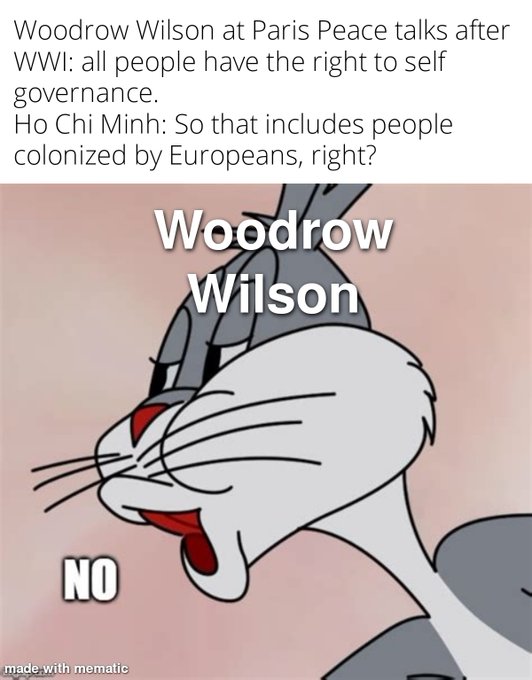 Woodrow Wilson at Paris Peace talks after
WWI: all people have the right to self
governance.
Ho Chi Minh: So that includes people
colonized by Europeans, right?
Woodrow
Wilson
NO
made with mematic